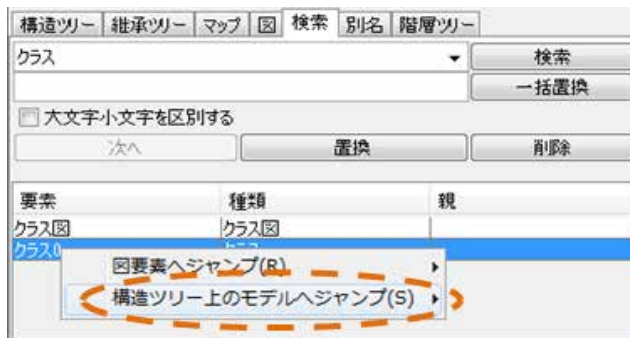 構造ツリー 継承ツリー マップ 図 検索 別名 階層ツリー
クラス 検索
一括置換
大文字小文字を区別する
次へ 置換 削除
要素 種類 親
クラス図 クラス図
クラス0 クラス
図要素へジャンプ(R)
構造ツリー上のモデルへジャンプ(S)